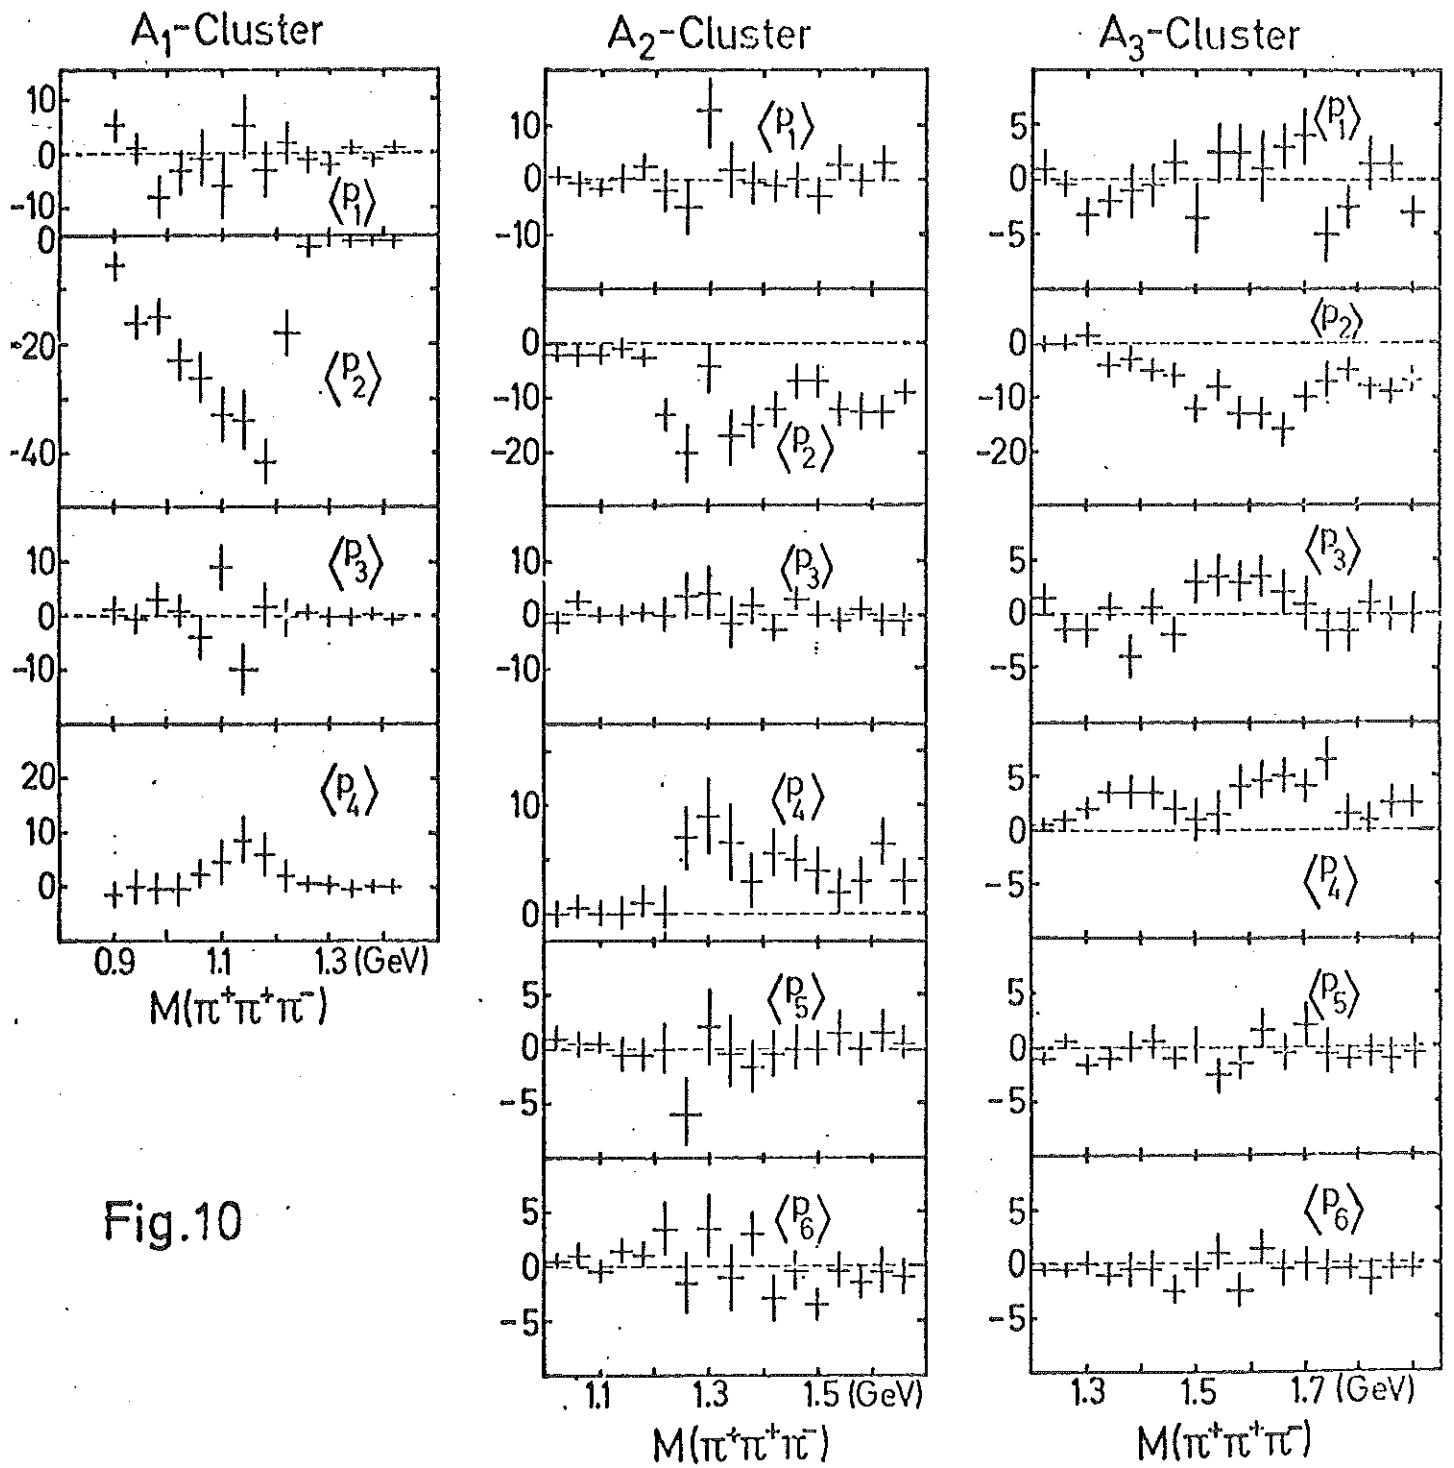 A₁-Cluster
10
0
-10
⟨p₁⟩
0
-20
-40
⟨p₂⟩
10
0
-10
⟨p₃⟩
20
10
0
⟨p₄⟩
0.9 1.1 1.3 (GeV)
M(π⁺π⁺π⁻)
A₂-Cluster
10
0
-10
⟨p₁⟩
0
-10
-20
⟨p₂⟩
10
0
-10
⟨p₃⟩
10
0
⟨p₄⟩
5
0
-5
⟨p₅⟩
5
0
-5
⟨p₆⟩
1.1 1.3 1.5 (GeV)
M(π⁺π⁺π⁻)
A₃-Cluster
5
0
-5
⟨p₁⟩
0
-10
-20
⟨p₂⟩
5
0
-5
⟨p₃⟩
5
0
-5
⟨p₄⟩
5
0
-5
⟨p₅⟩
5
0
-5
⟨p₆⟩
1.3 1.5 1.7 (GeV)
M(π⁺π⁺π⁻)
Fig.10